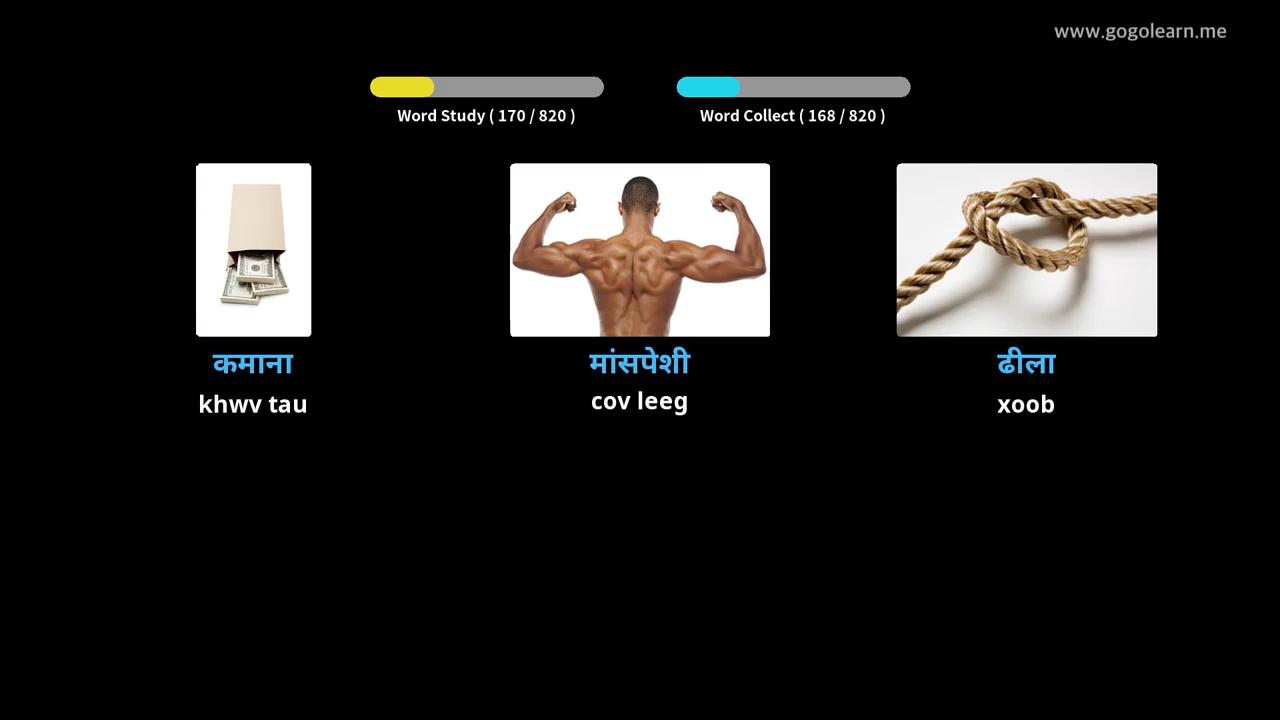 www.gogolearn.me
Word Study ( 170 / 820 )
Word Collect ( 168 / 820 )
कमाना
मांसपेशी
ढीला
khwv tau
cov leeg
xoob